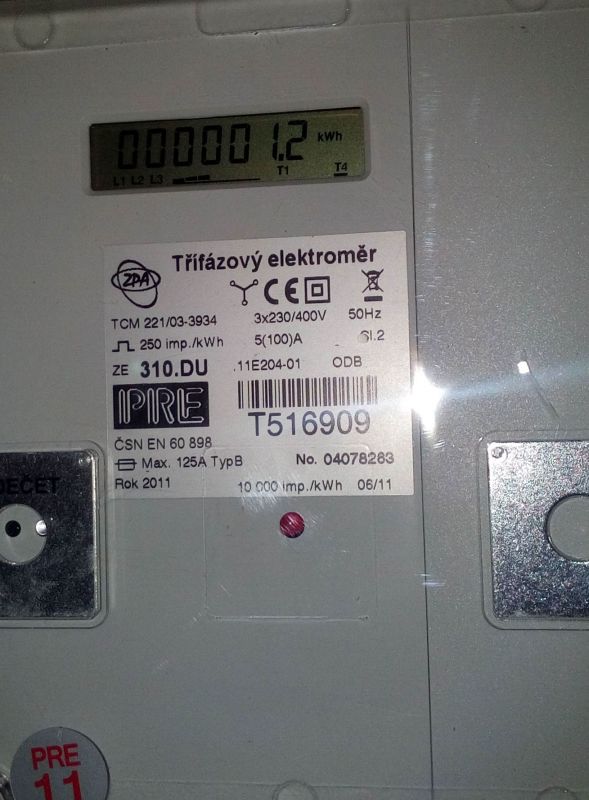 000001.2 kWh
L1 L2 L3 T1 T4
Třífázový elektroměr
ZPA CE
TCM 221/03-3934 3x230/400V 50Hz
250 imp./kWh 5(100)A Sl.2
ZE 310.DU .11E204-01 ODB
PRE
T516909
ČSN EN 60 898
Max. 125A TypB No. 04078263
Rok 2011 10 000 imp./kWh 06/11
PRE
11